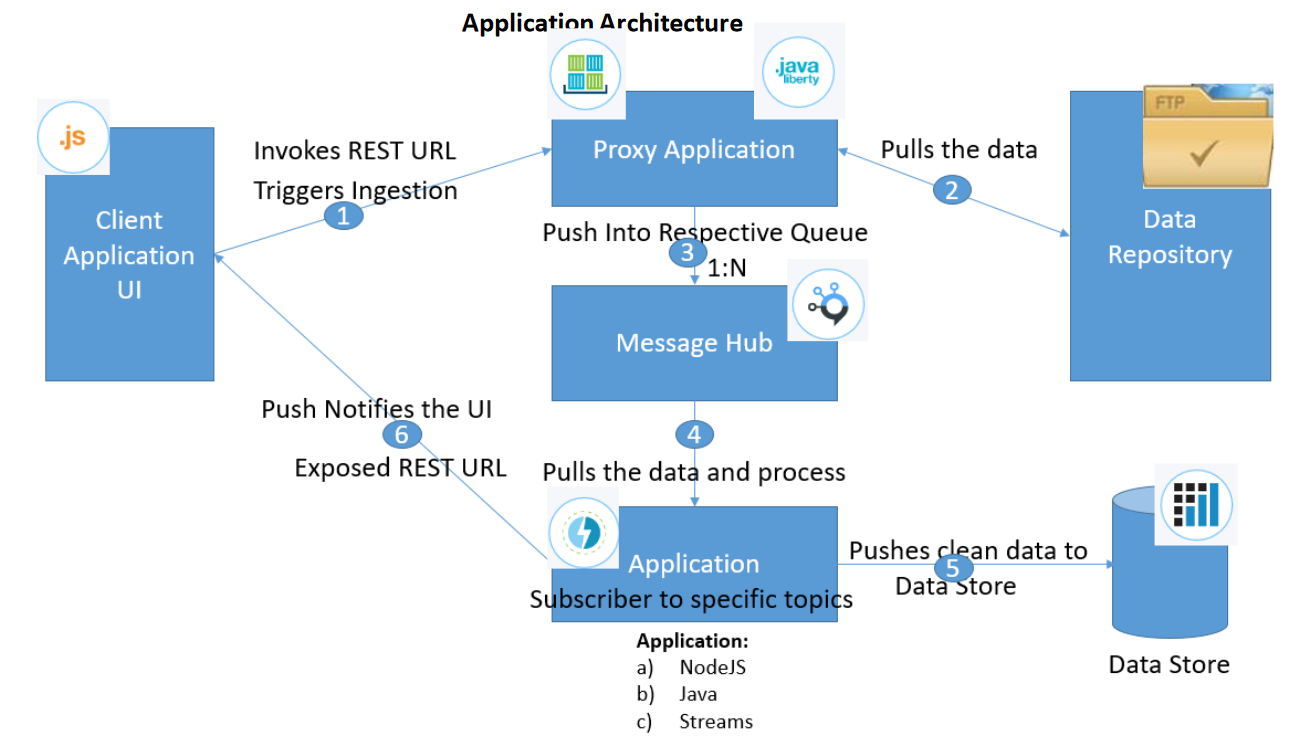 Application Architecture
.js
Client
Application
UI
Invokes REST URL
Triggers Ingestion
1
.java
liberty
Proxy Application
Pulls the data
2
FTP
Data
Repository
Push Into Respective Queue
3
1:N
Message Hub
Push Notifies the UI
6
Exposed REST URL
4
Pulls the data and process
Application
Subscriber to specific topics
Pushes clean data to
5
Data Store
Data Store
Application:
a) NodeJS
b) Java
c) Streams